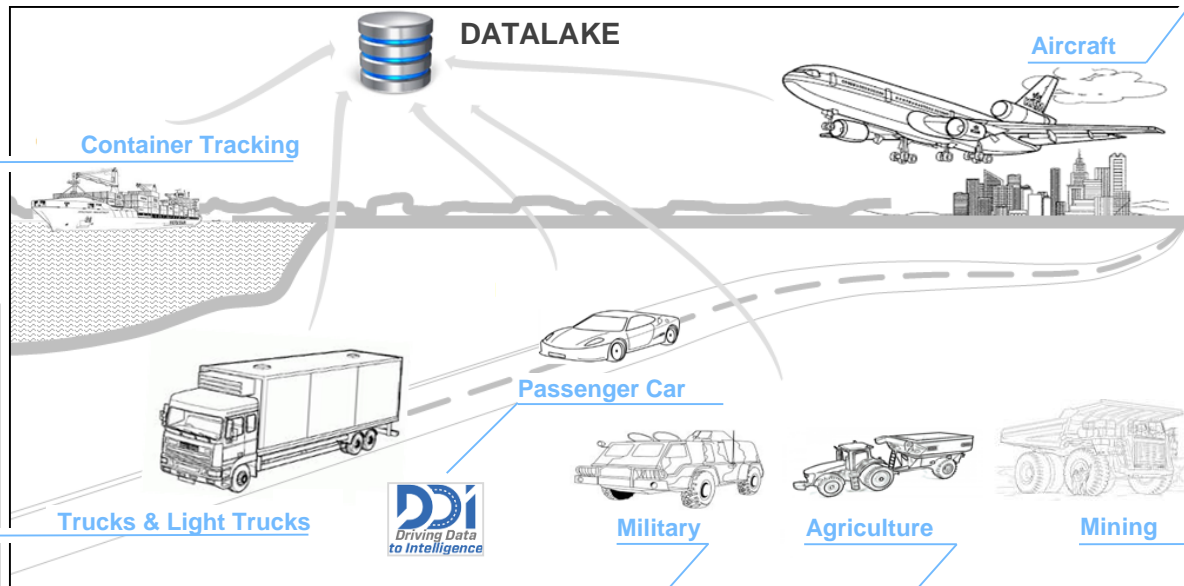 DATALAKE
Aircraft
Container Tracking
Passenger Car
Trucks & Light Trucks
DDi
Driving Data
to Intelligence
Military
Agriculture
Mining